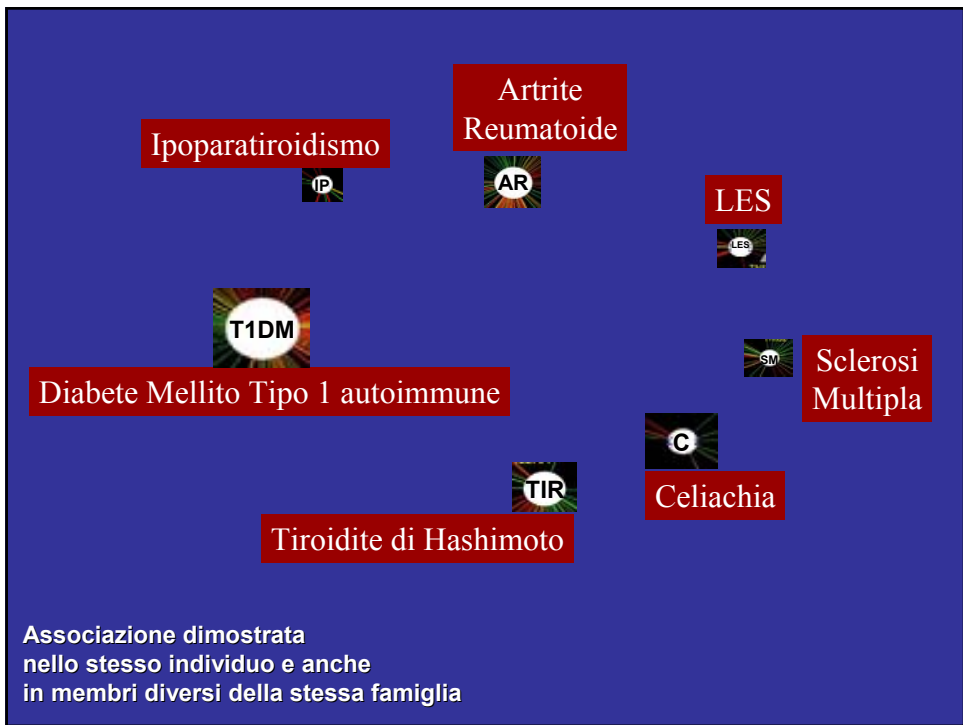 Artrite
Reumatoide
AR
Ipoparatiroidismo
IP
LES
LES
T1DM
Diabete Mellito Tipo 1 autoimmune
SM
Sclerosi
Multipla
C
Celiachia
TIR
Tiroidite di Hashimoto
Associazione dimostrata
nello stesso individuo e anche
in membri diversi della stessa famiglia